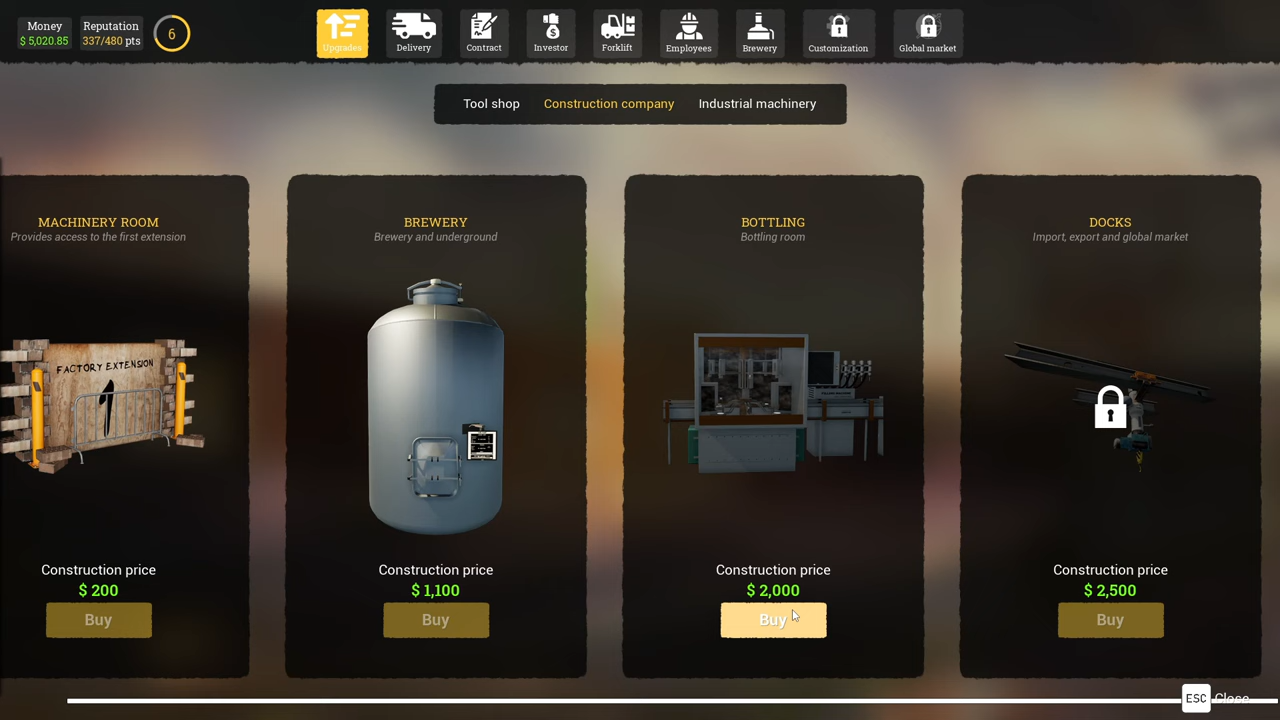 Money
$ 5,020.85
Reputation
337/480 pts
6
Upgrades
Delivery
Contract
Investor
Forklift
Employees
Brewery
Customization
Global market
Tool shop
Construction company
Industrial machinery
MACHINERY ROOM
Provides access to the first extension
FACTORY EXTENSION
1
Construction price
$ 200
Buy
BREWERY
Brewery and underground
Construction price
$ 1,100
Buy
BOTTLING
Bottling room
Construction price
$ 2,000
Buy
DOCKS
Import, export and global market
Construction price
$ 2,500
Buy
ESC Close